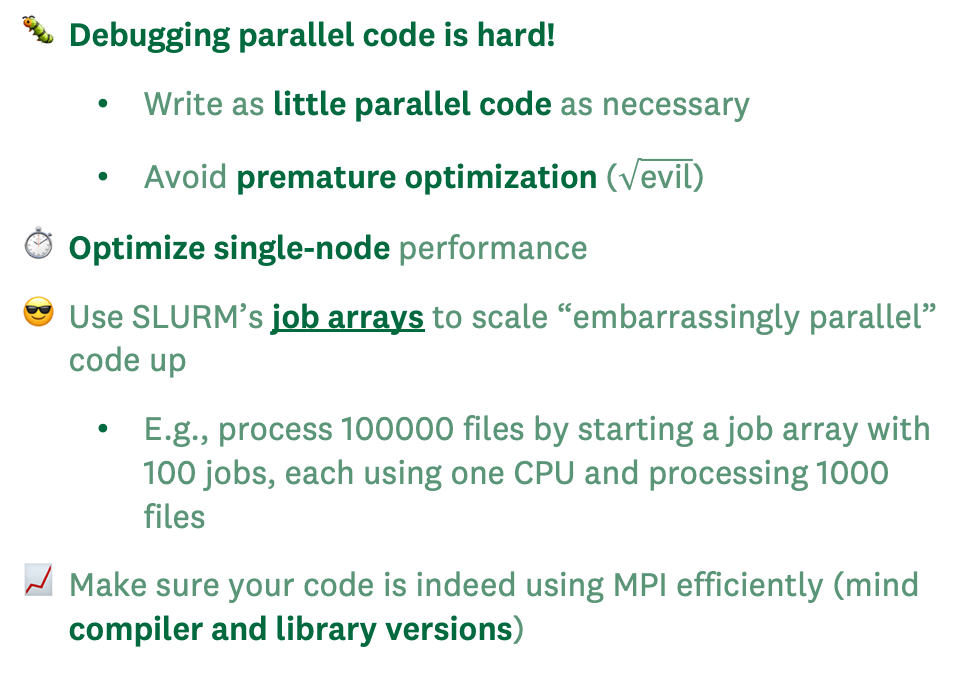 🐛 Debugging parallel code is hard!
• Write as little parallel code as necessary
• Avoid premature optimization (√evil)
⏱ Optimize single-node performance
😎 Use SLURM’s job arrays to scale “embarrassingly parallel”
code up
• E.g., process 100000 files by starting a job array with
100 jobs, each using one CPU and processing 1000
files
📈 Make sure your code is indeed using MPI efficiently (mind
compiler and library versions)